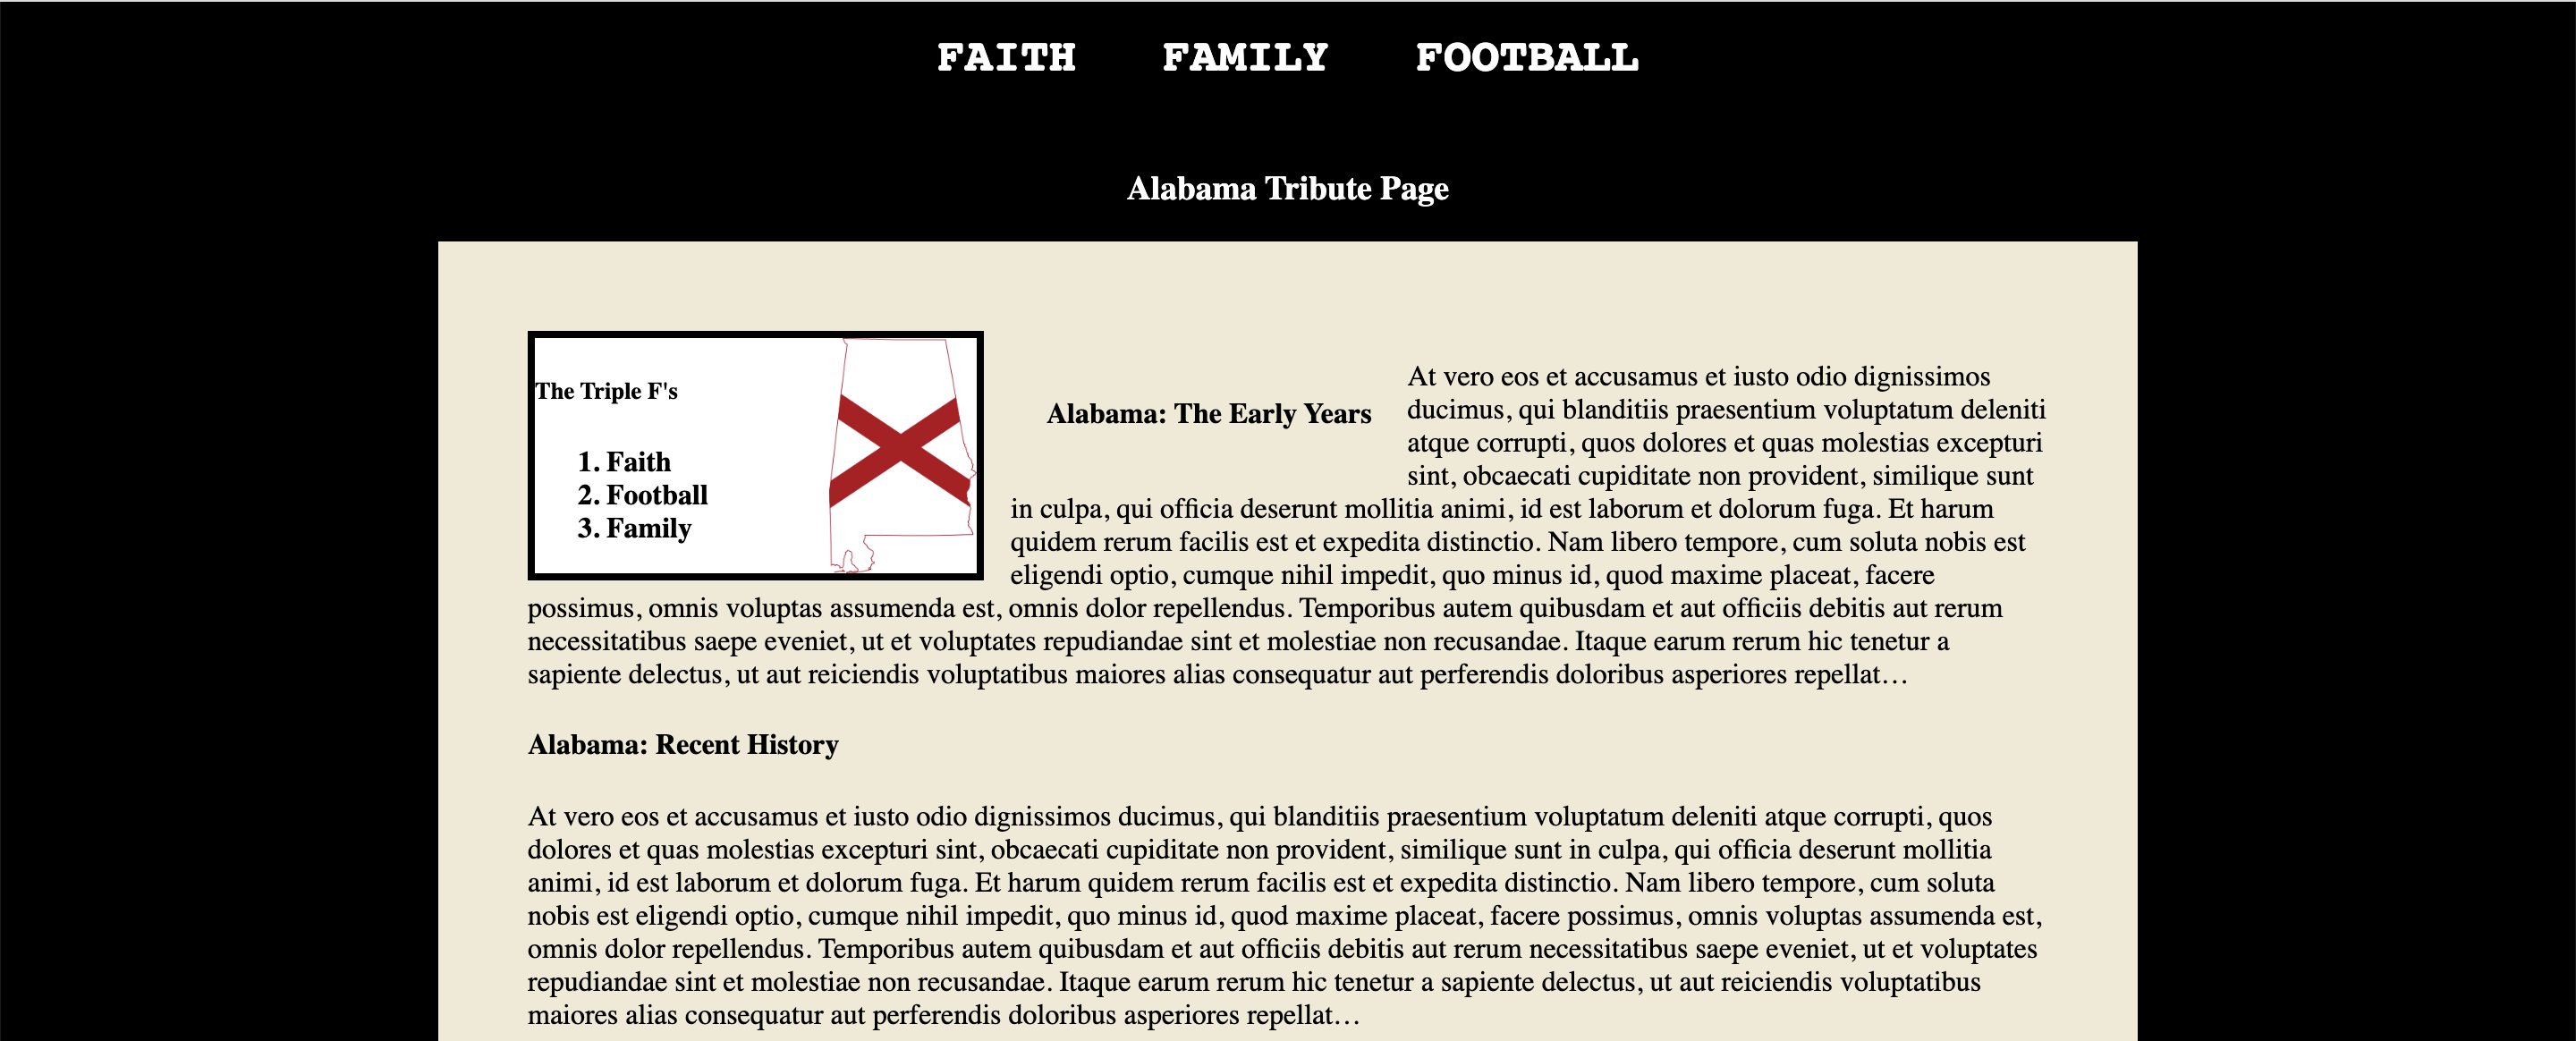 FAITH FAMILY FOOTBALL
Alabama Tribute Page
The Triple F's
1. Faith
2. Football
3. Family
Alabama: The Early Years
At vero eos et accusamus et iusto odio dignissimos
ducimus, qui blanditiis praesentium voluptatum deleniti
atque corrupti, quos dolores et quas molestias excepturi
sint, obcaecati cupiditate non provident, similique sunt
in culpa, qui officia deserunt mollitia animi, id est laborum et dolorum fuga. Et harum
quidem rerum facilis est et expedita distinctio. Nam libero tempore, cum soluta nobis est
eligendi optio, cumque nihil impedit, quo minus id, quod maxime placeat, facere
possimus, omnis voluptas assumenda est, omnis dolor repellendus. Temporibus autem quibusdam et aut officiis debitis aut rerum
necessitatibus saepe eveniet, ut et voluptates repudiandae sint et molestiae non recusandae. Itaque earum rerum hic tenetur a
sapiente delectus, ut aut reiciendis voluptatibus maiores alias consequatur aut perferendis doloribus asperiores repellat…
Alabama: Recent History
At vero eos et accusamus et iusto odio dignissimos ducimus, qui blanditiis praesentium voluptatum deleniti atque corrupti, quos
dolores et quas molestias excepturi sint, obcaecati cupiditate non provident, similique sunt in culpa, qui officia deserunt mollitia
animi, id est laborum et dolorum fuga. Et harum quidem rerum facilis est et expedita distinctio. Nam libero tempore, cum soluta
nobis est eligendi optio, cumque nihil impedit, quo minus id, quod maxime placeat, facere possimus, omnis voluptas assumenda est,
omnis dolor repellendus. Temporibus autem quibusdam et aut officiis debitis aut rerum necessitatibus saepe eveniet, ut et voluptates
repudiandae sint et molestiae non recusandae. Itaque earum rerum hic tenetur a sapiente delectus, ut aut reiciendis voluptatibus
maiores alias consequatur aut perferendis doloribus asperiores repellat…